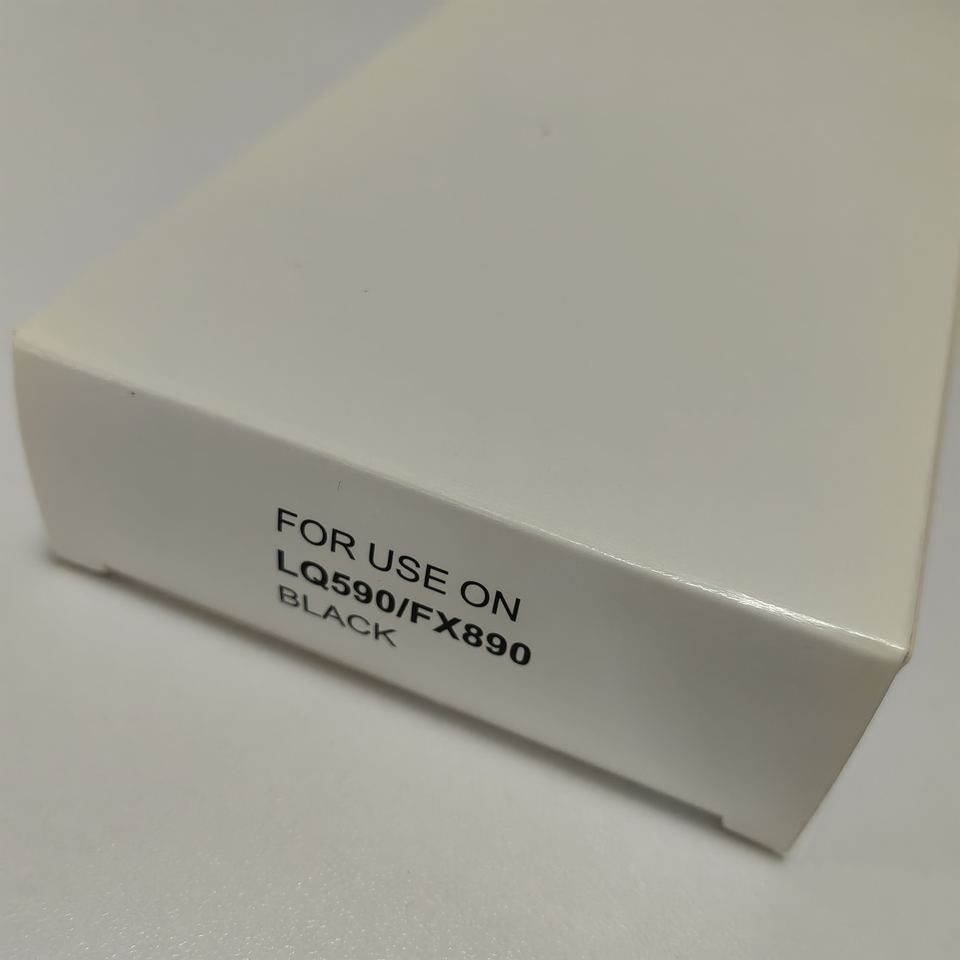 FOR USE ON
LQ590/FX890
BLACK